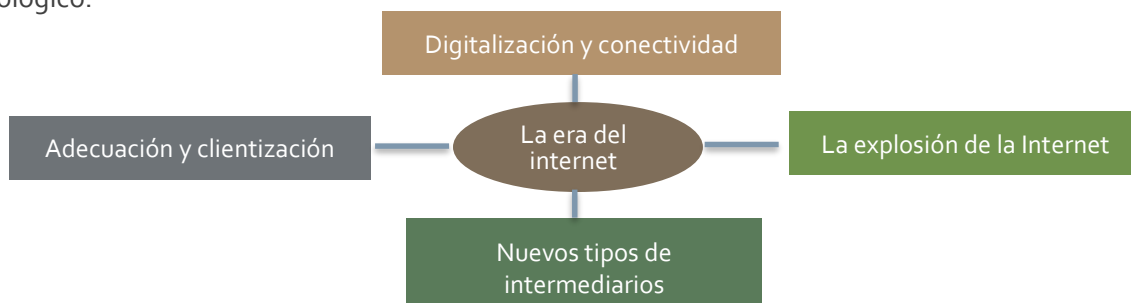 Digitalización y conectividad
Adecuación y clientización
La era del
internet
La explosión de la Internet
Nuevos tipos de
intermediarios